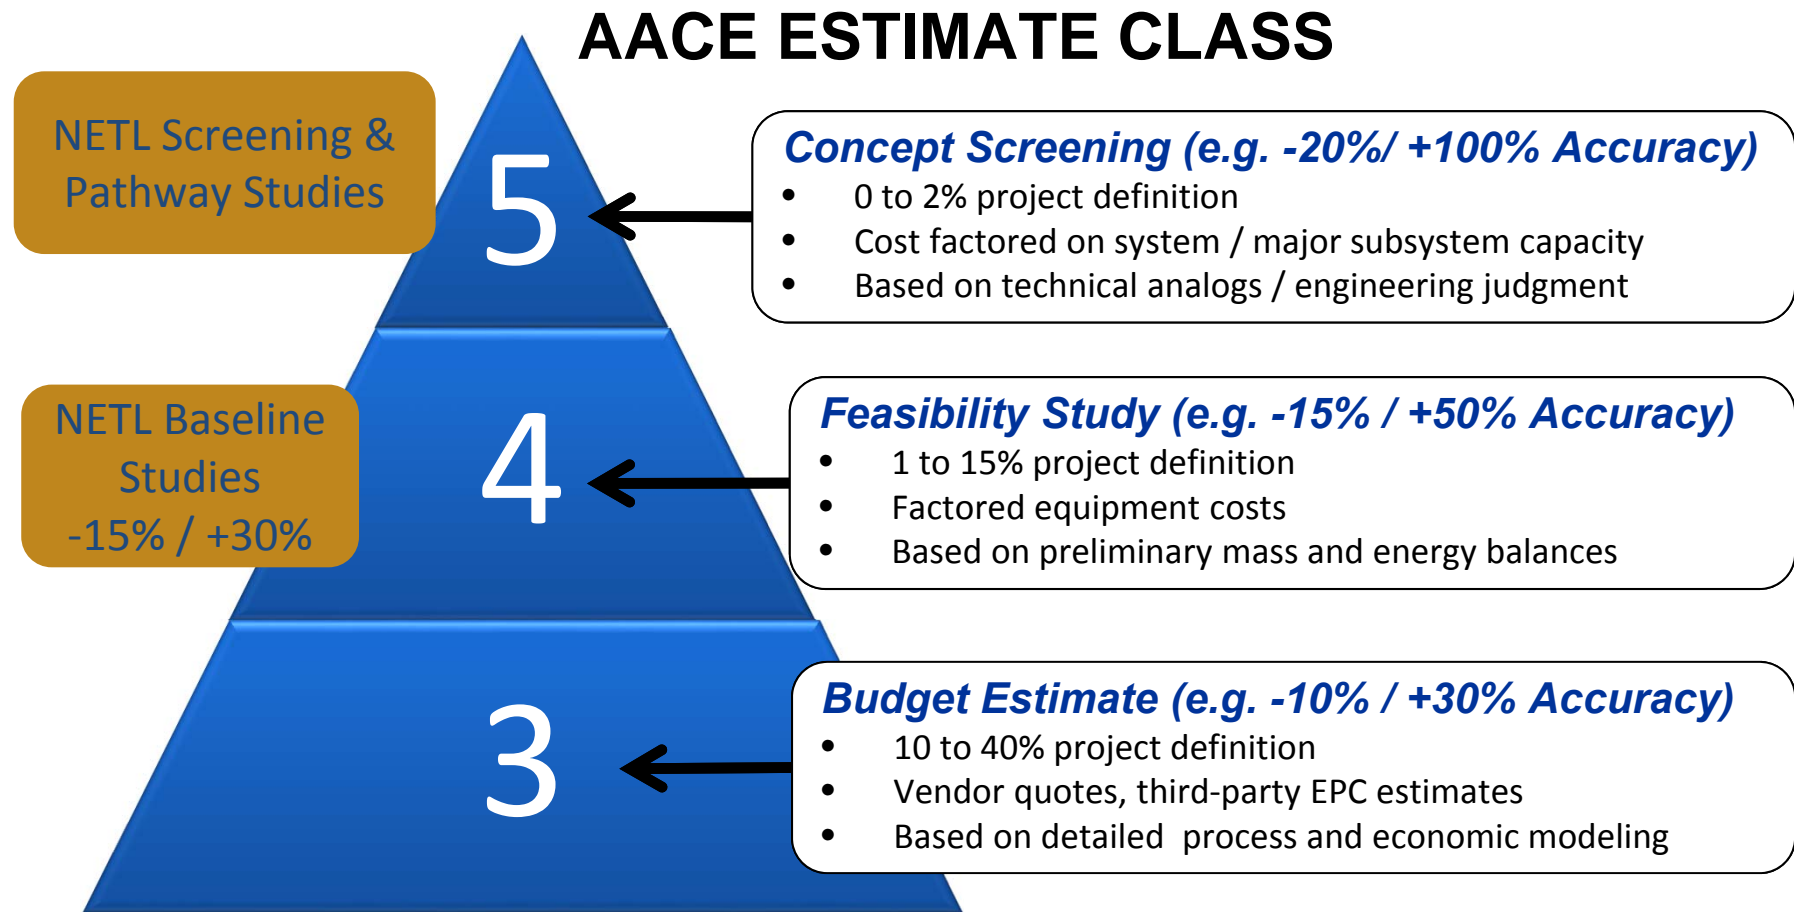 AACE ESTIMATE CLASS
NETL Screening &
Pathway Studies
5
Concept Screening (e.g. -20%/ +100% Accuracy)
• 0 to 2% project definition
• Cost factored on system / major subsystem capacity
• Based on technical analogs / engineering judgment
NETL Baseline
Studies
-15% / +30%
4
Feasibility Study (e.g. -15% / +50% Accuracy)
• 1 to 15% project definition
• Factored equipment costs
• Based on preliminary mass and energy balances
3
Budget Estimate (e.g. -10% / +30% Accuracy)
• 10 to 40% project definition
• Vendor quotes, third-party EPC estimates
• Based on detailed process and economic modeling